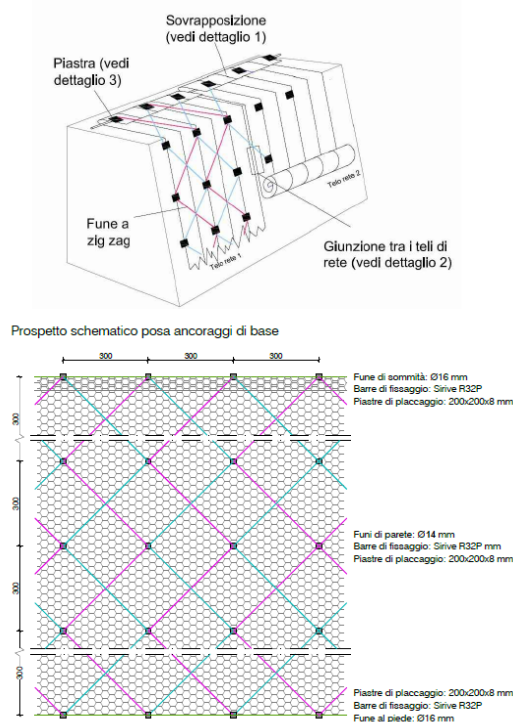 Sovrapposizione
(vedi dettaglio 1)
Piastra (vedi
dettaglio 3)
Fune a
zig zag
Telo rete 1
Telo rete 2
Giunzione tra i teli di
rete (vedi dettaglio 2)
Prospetto schematico posa ancoraggi di base
300
300
300
300
Fune di sommità: Ø16 mm
Barre di fissaggio: Sirive R32P
Piastre di placcaggio: 200x200x8 mm
300
300
Funi di parete: Ø14 mm
Barre di fissaggio: Sirive R32P mm
Piastre di placcaggio: 200x200x8 mm
300
Piastre di placcaggio: 200x200x8 mm
Barre di fissaggio: Sirive R32P
Fune al piede: Ø16 mm